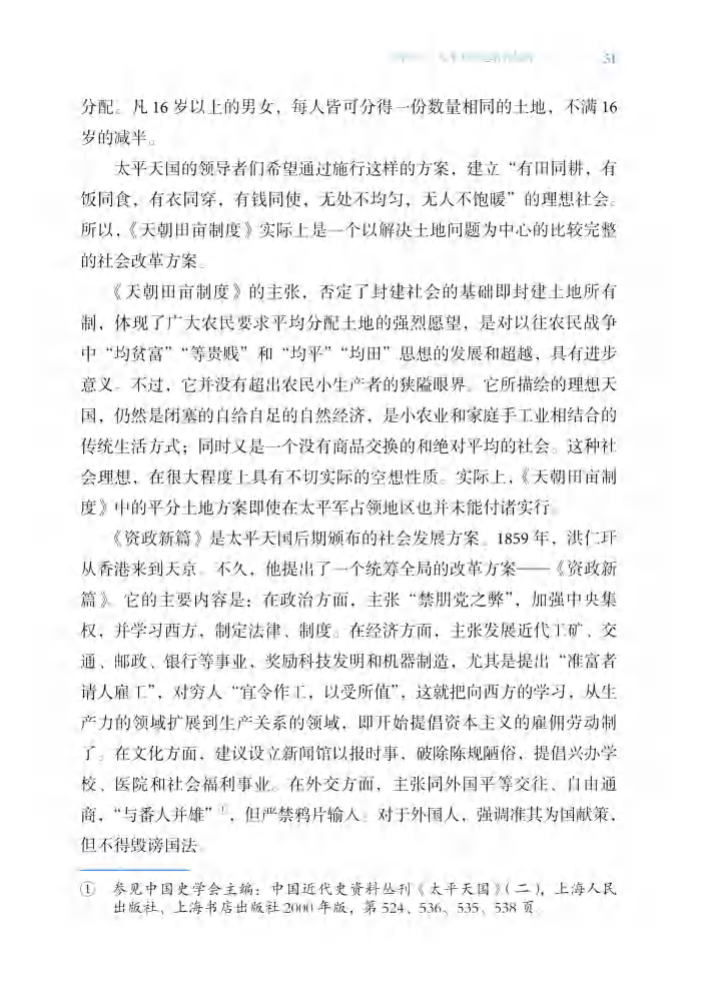 51
分配。凡 16 岁以上的男女，每人皆可分得一份数量相同的土地，不满 16
岁的减半。
太平天国的领导者们希望通过施行这样的方案，建立“有田同耕，有
饭同食，有衣同穿，有钱同使，无处不均匀，无人不饱暖”的理想社会。
所以，《天朝田亩制度》实际上是一个以解决土地问题为中心的比较完整
的社会改革方案。
《天朝田亩制度》的主张，否定了封建社会的基础即封建土地所有
制，体现了广大农民要求平均分配土地的强烈愿望，是对以往农民战争
中“均贫富”“等贵贱”和“均平”“均田”思想的发展和超越，具有进步
意义。不过，它并没有超出农民小生产者的狭隘眼界。它所描绘的理想天
国，仍然是闭塞的自给自足的自然经济，是小农业和家庭手工业相结合的
传统生活方式；同时又是一个没有商品交换的和绝对平均的社会。这种社
会理想，在很大程度上具有不切实际的空想性质。实际上，《天朝田亩制
度》中的平分土地方案即使在太平军占领地区也并未能付诸实行。
《资政新篇》是太平天国后期颁布的社会发展方案。1859 年，洪仁玕
从香港来到天京。不久，他提出了一个统筹全局的改革方案——《资政新
篇》。它的主要内容是：在政治方面，主张“禁朋党之弊”，加强中央集
权，并学习西方，制定法律、制度。在经济方面，主张发展近代工矿、交
通、邮政、银行等事业，奖励科技发明和机器制造，尤其是提出“准富者
请人雇工”，对穷人“宜令作工，以受所值”，这就把向西方的学习，从生
产力的领域扩展到生产关系的领域，即开始提倡资本主义的雇佣劳动制
了。在文化方面，建议设立新闻馆以报时事，破除陈规陋俗，提倡兴办学
校、医院和社会福利事业。在外交方面，主张同外国平等交往、自由通
商，“与番人并雄”①，但严禁鸦片输入。对于外国人，强调准其为国献策，
但不得毁谤国法。
① 参见中国史学会主编：中国近代史资料丛刊《太平天国》（二），上海人民
出版社、上海书店出版社 2000 年版，第 524、536、535、538 页。